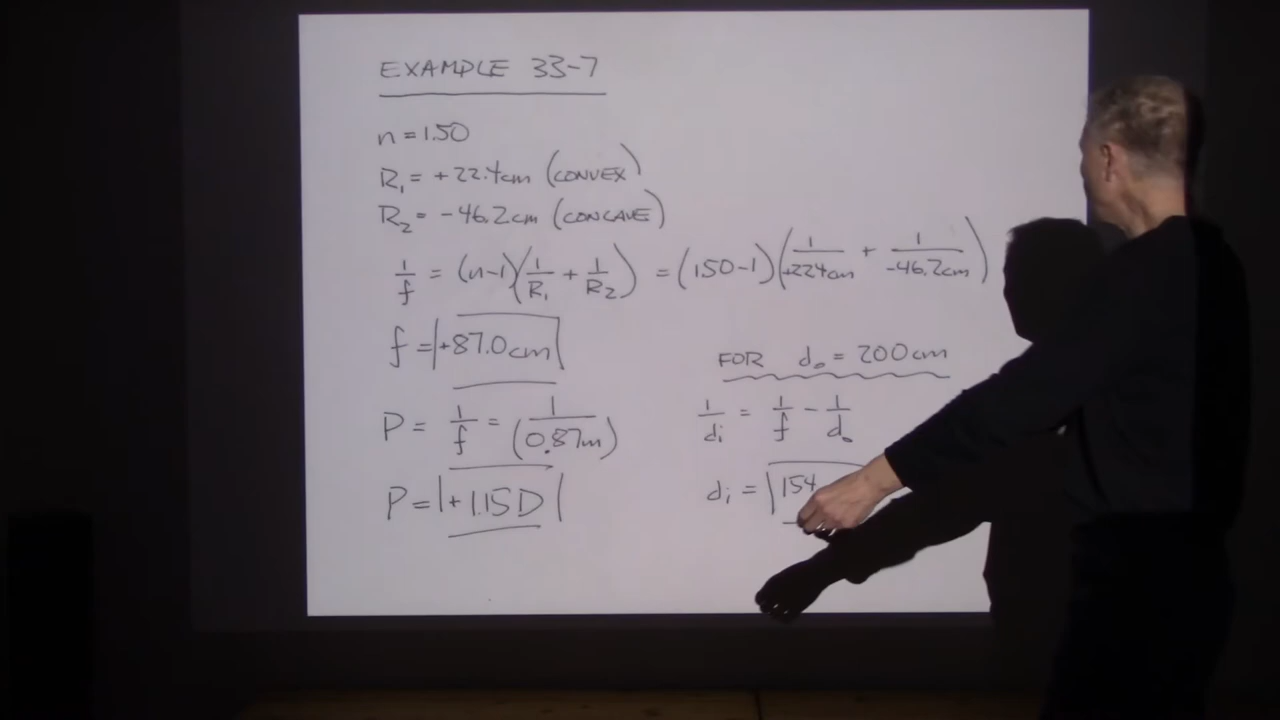 EXAMPLE 33-7
n = 1.50
R₁ = +22.4cm (CONVEX)
R₂ = -46.2cm (CONCAVE)
1/f = (n-1)(1/R₁ + 1/R₂) = (1.50-1)(1/+22.4cm + 1/-46.2cm)
f = +87.0cm
P = 1/f = 1/(0.87m)
P = +1.15D
FOR d₀ = 200cm
1/dᵢ = 1/f - 1/d₀
dᵢ = 154